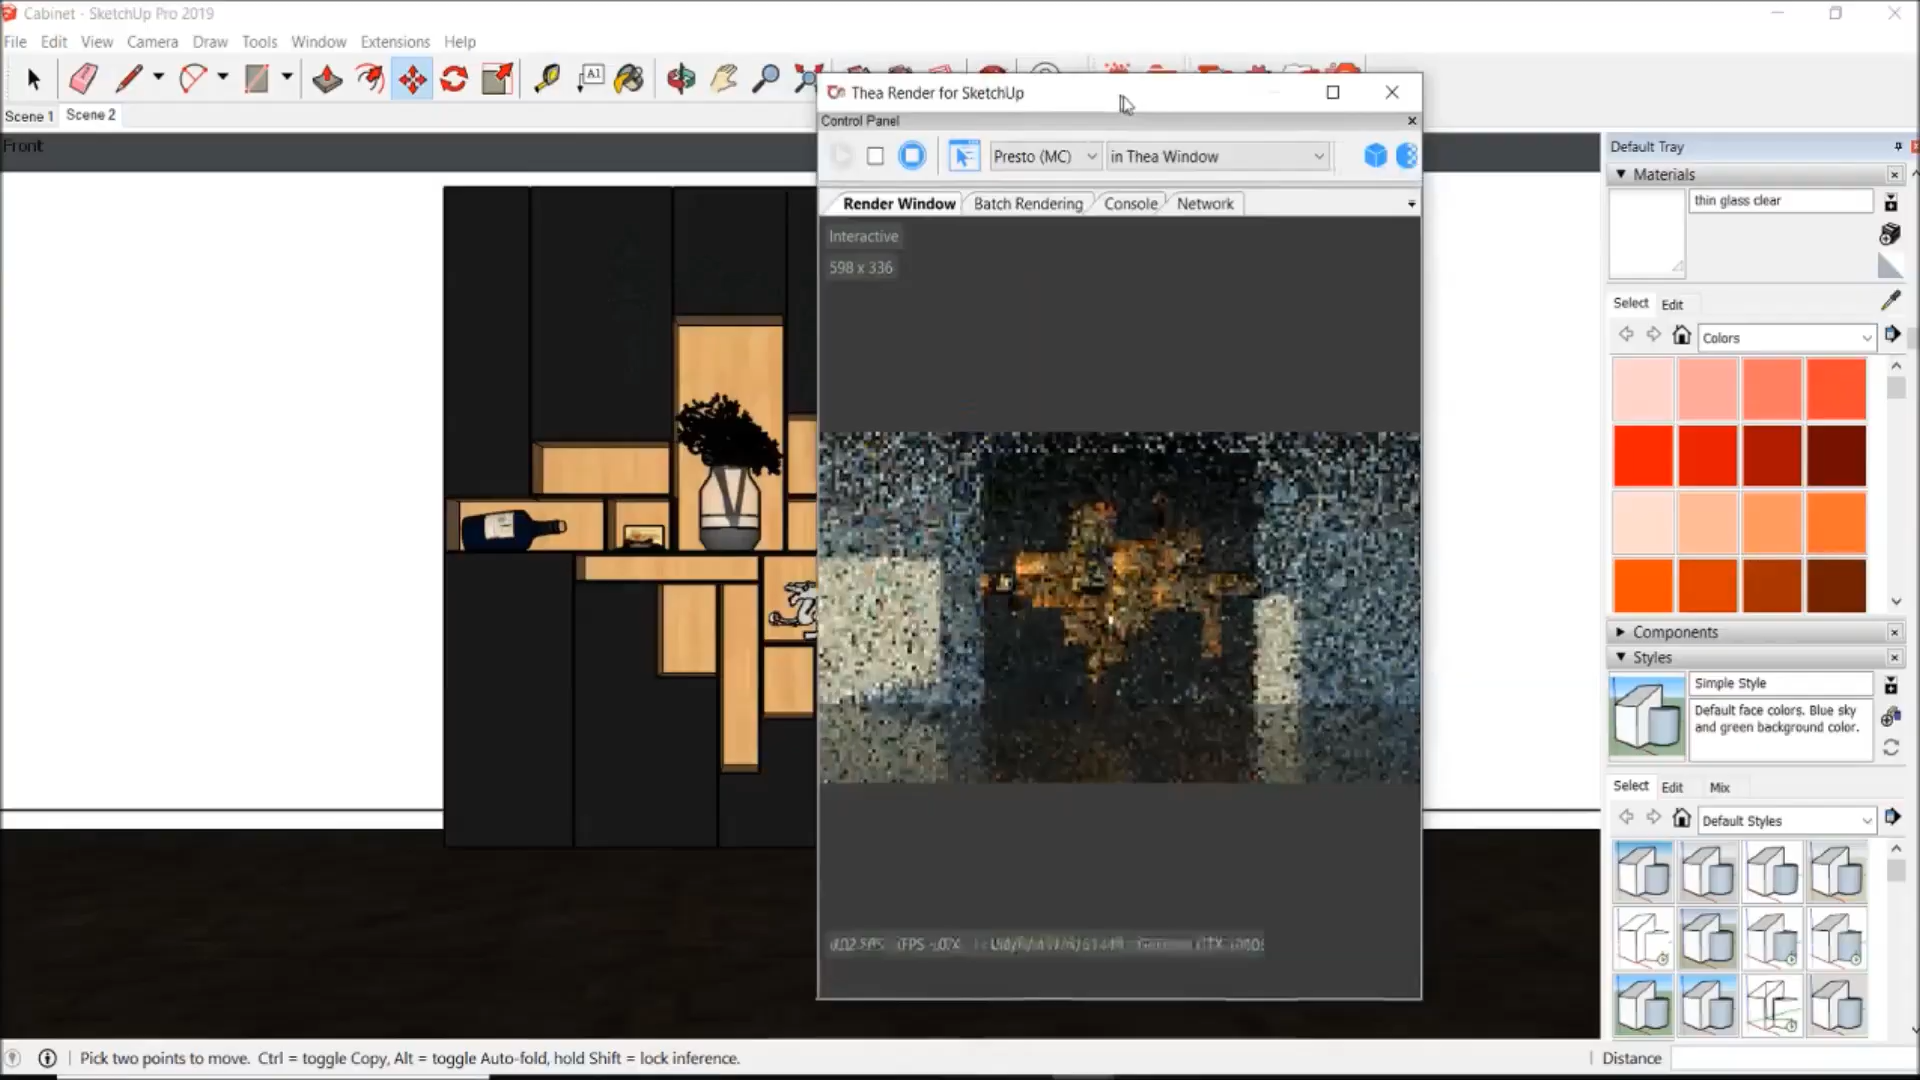 Cabinet - SketchUp Pro 2019
File Edit View Camera Draw Tools Window Extensions Help
A1
Scene 1 Scene 2
Front
Thea Render for SketchUp
Control Panel
Presto (MC) in Thea Window
Render Window Batch Rendering Console Network
Interactive
598 x 336
Default Tray
Materials
thin glass clear
Select Edit
Colors
Components
Styles
Simple Style
Default face colors. Blue sky
and green background color.
Select Edit Mix
Default Styles
Pick two points to move. Ctrl = toggle Copy, Alt = toggle Auto-fold, hold Shift = lock inference.
Distance